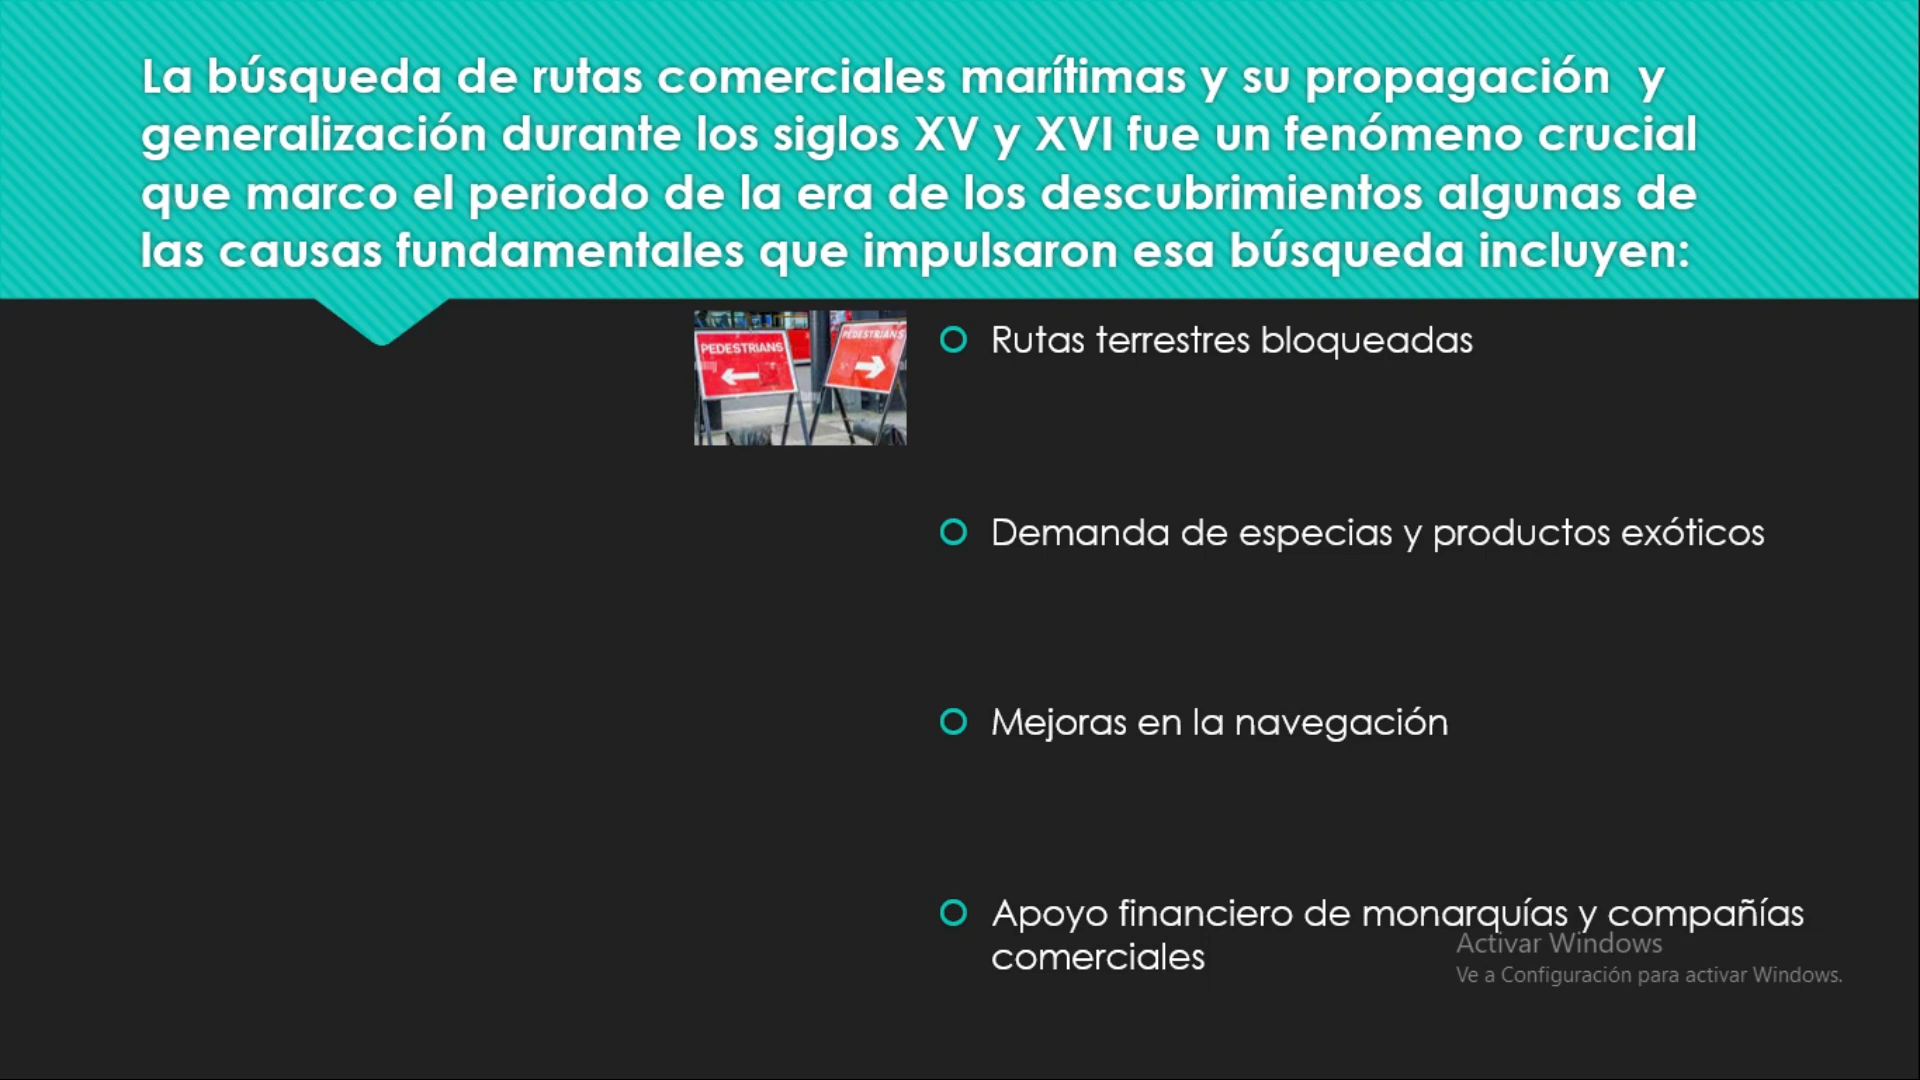 La búsqueda de rutas comerciales marítimas y su propagación y
generalización durante los siglos XV y XVI fue un fenómeno crucial
que marco el periodo de la era de los descubrimientos algunas de
las causas fundamentales que impulsaron esa búsqueda incluyen:
PEDESTRIANS
PEDESTRIANS
Rutas terrestres bloqueadas
Demanda de especias y productos exóticos
Mejoras en la navegación
Apoyo financiero de monarquías y compañías
comerciales
Activar Windows
Ve a Configuración para activar Windows.